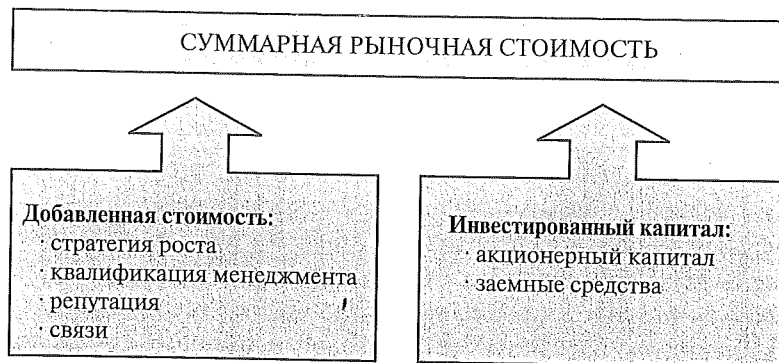 СУММАРНАЯ РЫНОЧНАЯ СТОИМОСТЬ
Добавленная стоимость:
· стратегия роста
· квалификация менеджмента
· репутация
· связи
Инвестированный капитал:
· акционерный капитал
· заемные средства